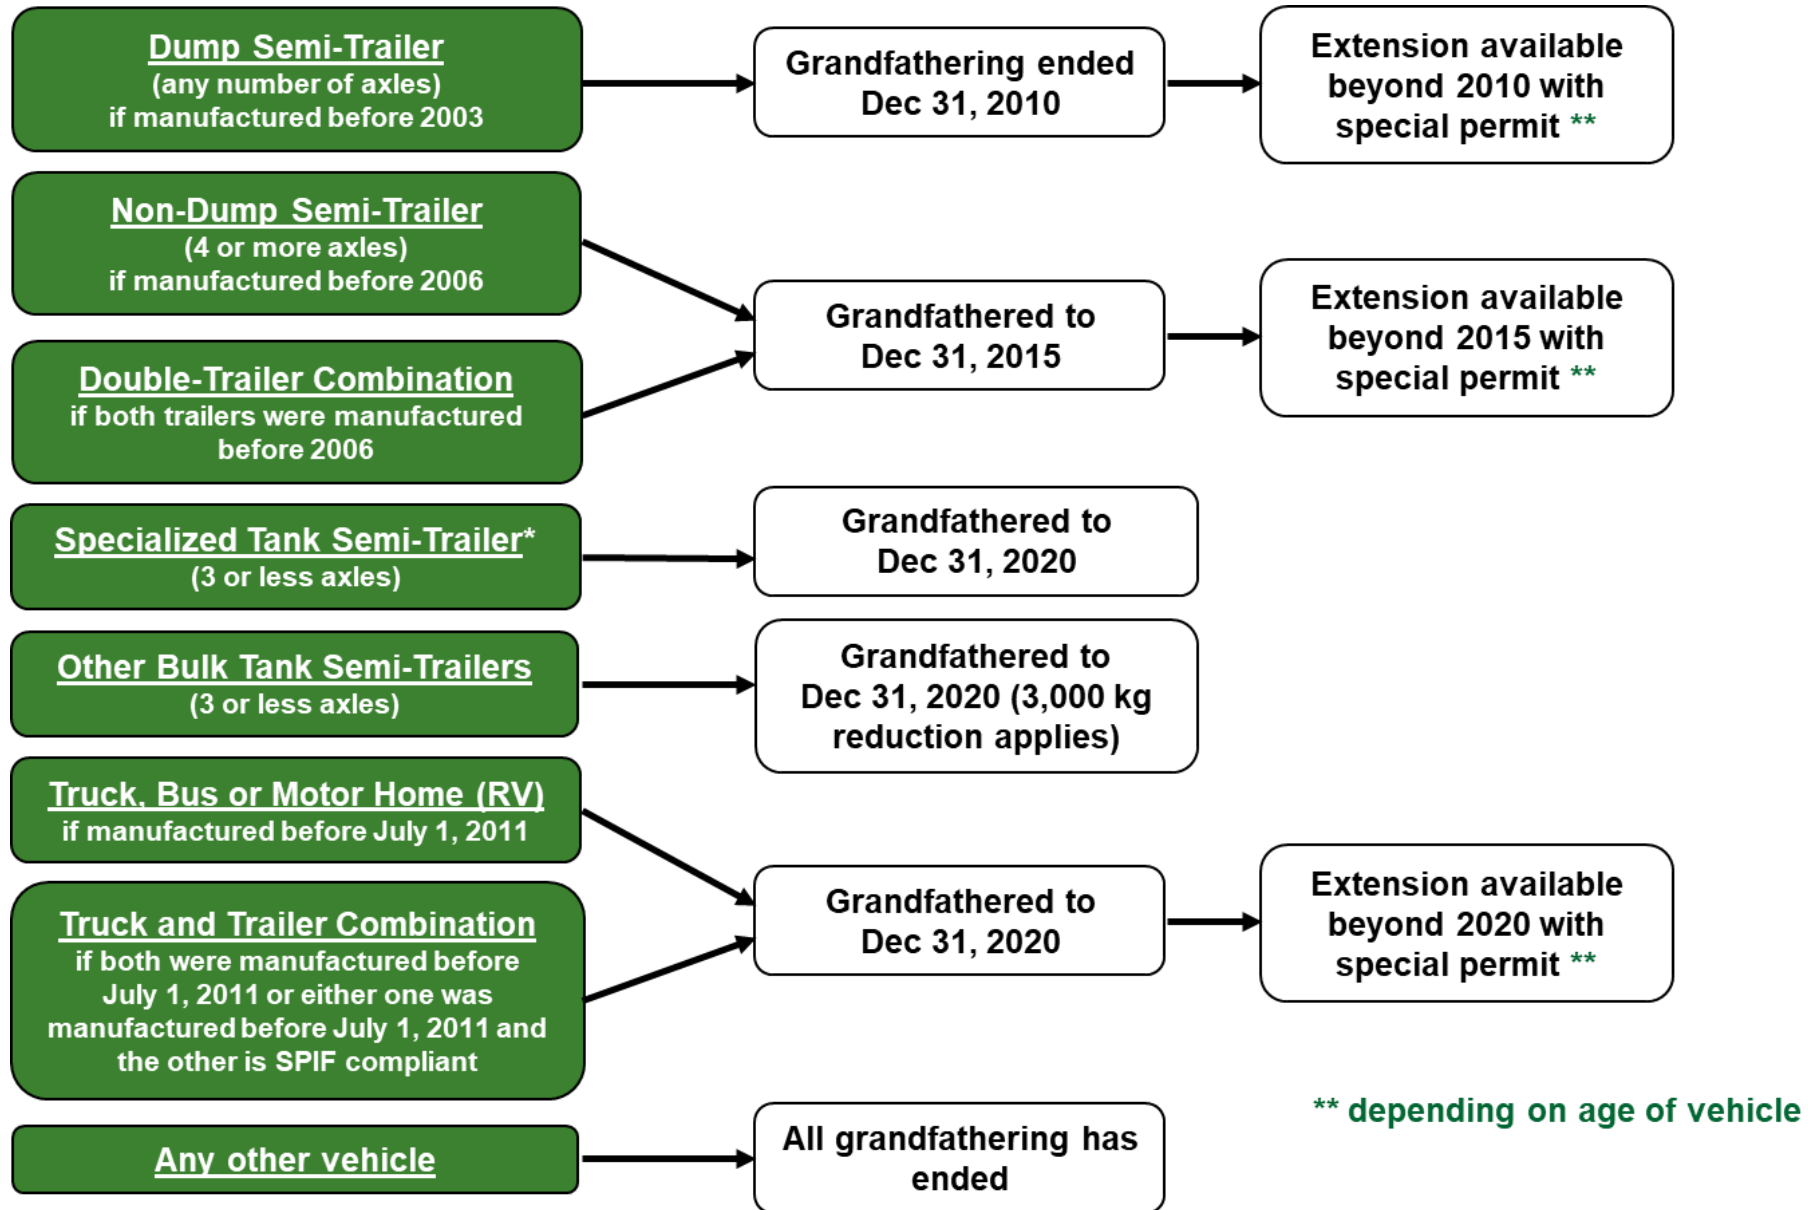 Dump Semi-Trailer
(any number of axles)
if manufactured before 2003
Grandfathering ended
Dec 31, 2010
Extension available
beyond 2010 with
special permit **
Non-Dump Semi-Trailer
(4 or more axles)
if manufactured before 2006
Double-Trailer Combination
if both trailers were manufactured
before 2006
Grandfathered to
Dec 31, 2015
Extension available
beyond 2015 with
special permit **
Specialized Tank Semi-Trailer*
(3 or less axles)
Grandfathered to
Dec 31, 2020
Other Bulk Tank Semi-Trailers
(3 or less axles)
Grandfathered to
Dec 31, 2020 (3,000 kg
reduction applies)
Truck, Bus or Motor Home (RV)
if manufactured before July 1, 2011
Truck and Trailer Combination
if both were manufactured before
July 1, 2011 or either one was
manufactured before July 1, 2011 and
the other is SPIF compliant
Grandfathered to
Dec 31, 2020
Extension available
beyond 2020 with
special permit **
Any other vehicle
All grandfathering has
ended
** depending on age of vehicle